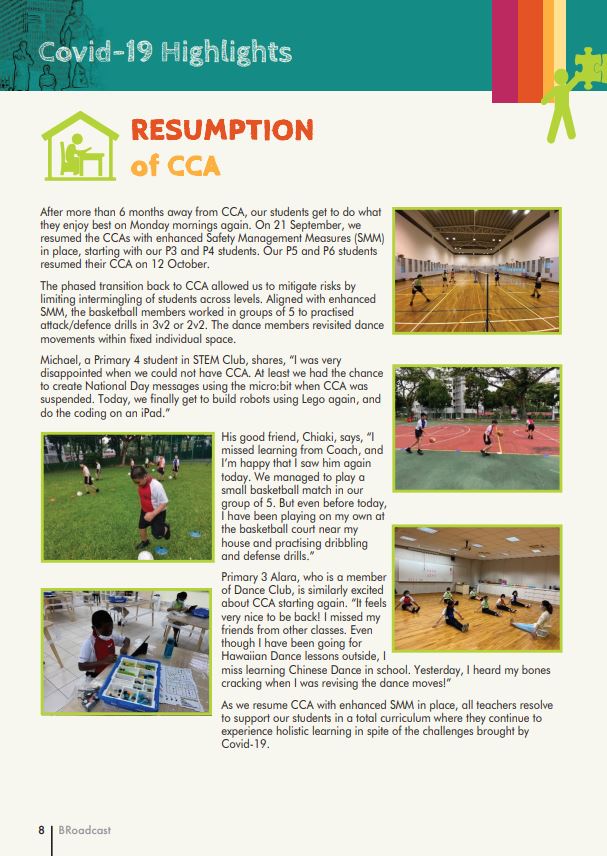 Covid-19 Highlights
RESUMPTION
of CCA
After more than 6 months away from CCA, our students get to do what
they enjoy best on Monday mornings again. On 21 September, we
resumed the CCAs with enhanced Safety Management Measures (SMM)
in place, starting with our P3 and P4 students. Our P5 and P6 students
resumed their CCA on 12 October.
The phased transition back to CCA allowed us to mitigate risks by
limiting intermingling of students across levels. Aligned with enhanced
SMM, the basketball members worked in groups of 5 to practised
attack/defence drills in 3v2 or 2v2. The dance members revisited dance
movements within fixed individual space.
Michael, a Primary 4 student in STEM Club, shares, “I was very
disappointed when we could not have CCA. At least we had the chance
to create National Day messages using the micro:bit when CCA was
suspended. Today, we finally get to build robots using Lego again, and
do the coding on an iPad.”
His good friend, Chiaki, says, “I
missed learning from Coach, and
I’m happy that I saw him again
today. We managed to play a
small basketball match in our
group of 5. But even before today,
I have been playing on my own at
the basketball court near my
house and practising dribbling
and defense drills.”
Primary 3 Alara, who is a member
of Dance Club, is similarly excited
about CCA starting again. “It feels
very nice to be back! I missed my
friends from other classes. Even
though I have been going for
Hawaiian Dance lessons outside, I
miss learning Chinese Dance in school. Yesterday, I heard my bones
cracking when I was revising the dance moves!”
As we resume CCA with enhanced SMM in place, all teachers resolve
to support our students in a total curriculum where they continue to
experience holistic learning in spite of the challenges brought by
Covid-19.
8 BRoadcast